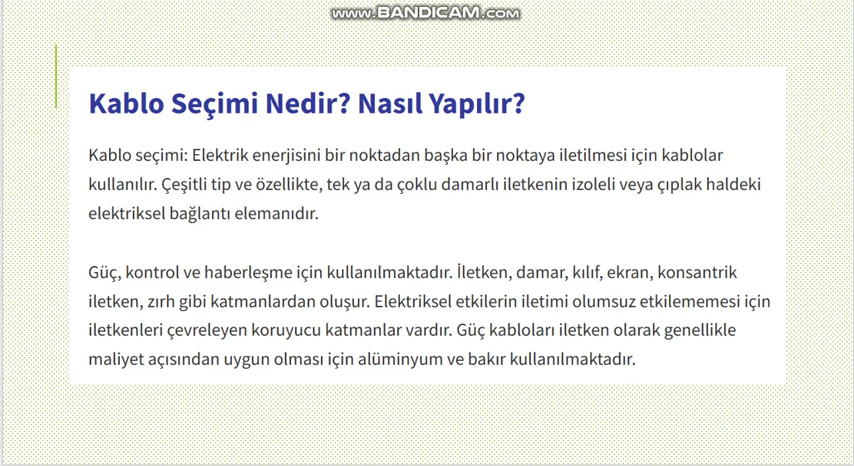 www.BANDICAM.com
Kablo Seçimi Nedir? Nasıl Yapılır?
Kablo seçimi: Elektrik enerjisini bir noktadan başka bir noktaya iletilmesi için kablolar
kullanılır. Çeşitli tip ve özellikte, tek ya da çoklu damarlı iletkenin izoleli veya çıplak haldeki
elektriksel bağlantı elemanıdır.
Güç, kontrol ve haberleşme için kullanılmaktadır. İletken, damar, kılıf, ekran, konsantrik
iletken, zırh gibi katmanlardan oluşur. Elektriksel etkilerin iletimi olumsuz etkilememesi için
iletkenleri çevreleyen koruyucu katmanlar vardır. Güç kabloları iletken olarak genellikle
maliyet açısından uygun olması için alüminyum ve bakır kullanılmaktadır.